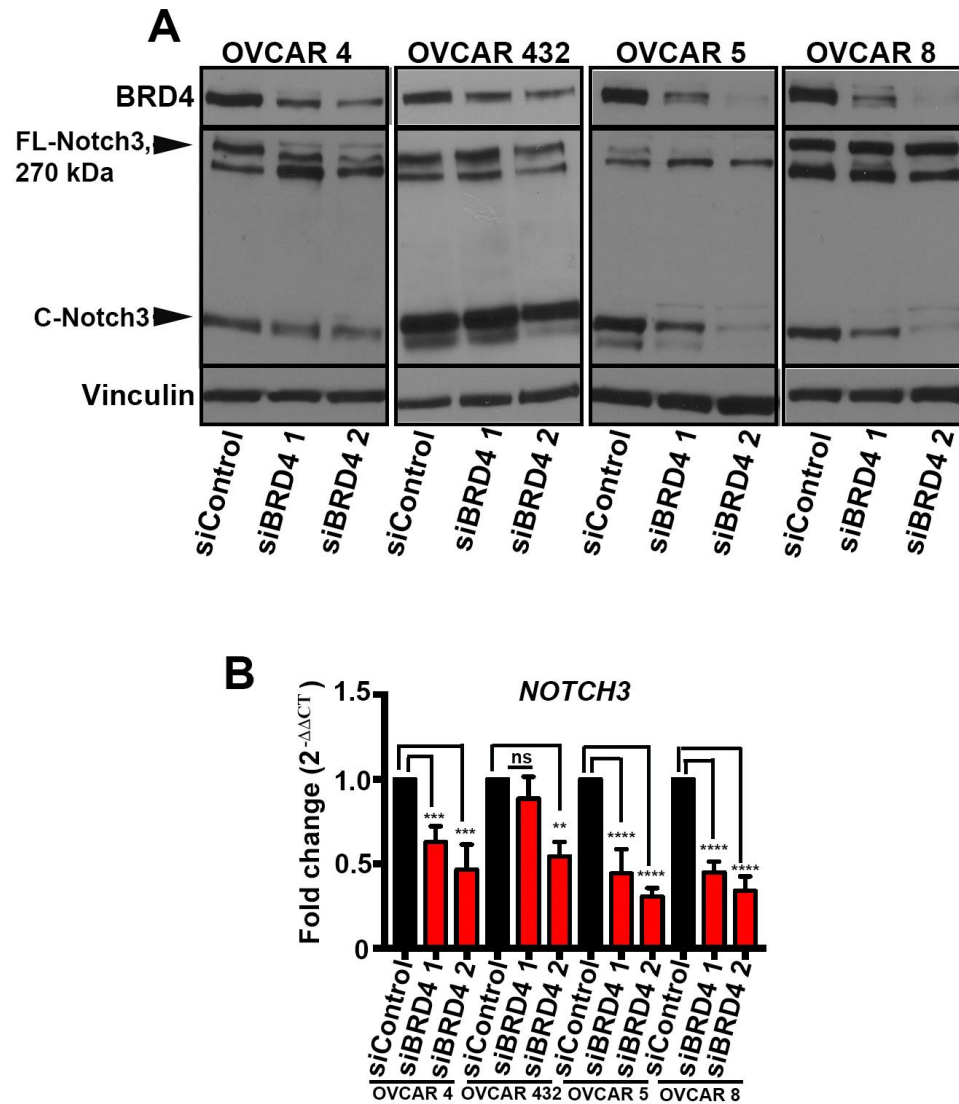 A
OVCAR 4 OVCAR 432 OVCAR 5 OVCAR 8
BRD4
FL-Notch3,
270 kDa
C-Notch3
Vinculin
siControl siBRD4 1 siBRD4 2 siControl siBRD4 1 siBRD4 2 siControl siBRD4 1 siBRD4 2 siControl siBRD4 1 siBRD4 2
B
NOTCH3
Fold change (2-ΔΔCT)
1.5
1.0
0.5
0
*** *** ns ** **** **** **** ****
siControl siBRD4 1 siBRD4 2 siControl siBRD4 1 siBRD4 2 siControl siBRD4 1 siBRD4 2 siControl siBRD4 1 siBRD4 2
OVCAR 4 OVCAR 432 OVCAR 5 OVCAR 8